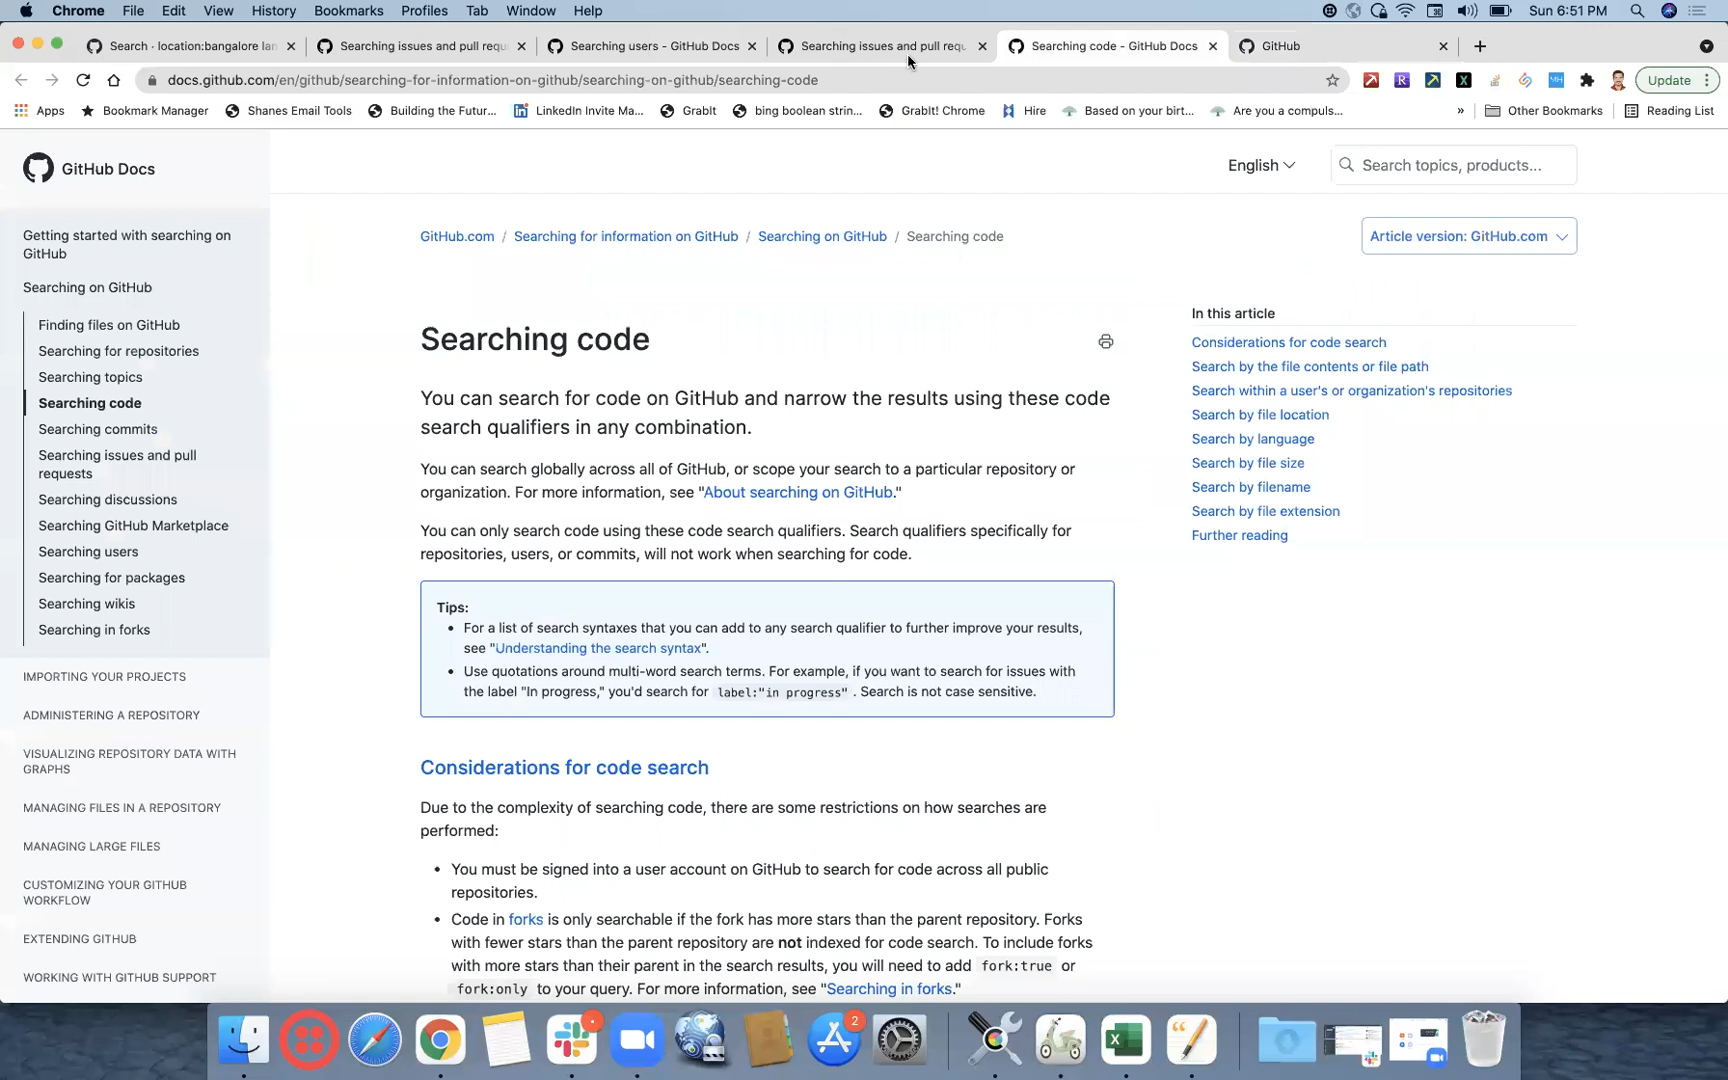 Chrome File Edit View History Bookmarks Profiles Tab Window Help Sun 6:51 PM
Search · location:bangalore lan
Searching issues and pull requ
Searching users - GitHub Docs
Searching issues and pull requ
Searching code - GitHub Docs
GitHub
docs.github.com/en/github/searching-for-information-on-github/searching-on-github/searching-code
Update
Apps Bookmark Manager Shanes Email Tools Building the Futur... LinkedIn Invite Ma... GrabIt bing boolean strin... GrabIt! Chrome Hire Based on your birt... Are you a compuls... » Other Bookmarks Reading List
GitHub Docs
English
Search topics, products...
Getting started with searching on
GitHub
Searching on GitHub
Finding files on GitHub
Searching for repositories
Searching topics
Searching code
Searching commits
Searching issues and pull
requests
Searching discussions
Searching GitHub Marketplace
Searching users
Searching for packages
Searching wikis
Searching in forks
IMPORTING YOUR PROJECTS
ADMINISTERING A REPOSITORY
VISUALIZING REPOSITORY DATA WITH
GRAPHS
MANAGING FILES IN A REPOSITORY
MANAGING LARGE FILES
CUSTOMIZING YOUR GITHUB
WORKFLOW
EXTENDING GITHUB
WORKING WITH GITHUB SUPPORT
GitHub.com / Searching for information on GitHub / Searching on GitHub / Searching code
Article version: GitHub.com
Searching code
You can search for code on GitHub and narrow the results using these code
search qualifiers in any combination.
You can search globally across all of GitHub, or scope your search to a particular repository or
organization. For more information, see "About searching on GitHub."
You can only search code using these code search qualifiers. Search qualifiers specifically for
repositories, users, or commits, will not work when searching for code.
Tips:
• For a list of search syntaxes that you can add to any search qualifier to further improve your results,
see "Understanding the search syntax".
• Use quotations around multi-word search terms. For example, if you want to search for issues with
the label "In progress," you'd search for label:"in progress" . Search is not case sensitive.
Considerations for code search
Due to the complexity of searching code, there are some restrictions on how searches are
performed:
• You must be signed into a user account on GitHub to search for code across all public
repositories.
• Code in forks is only searchable if the fork has more stars than the parent repository. Forks
with fewer stars than the parent repository are not indexed for code search. To include forks
with more stars than their parent in the search results, you will need to add fork:true or
fork:only to your query. For more information, see "Searching in forks."
In this article
Considerations for code search
Search by the file contents or file path
Search within a user's or organization's repositories
Search by file location
Search by language
Search by file size
Search by filename
Search by file extension
Further reading
2